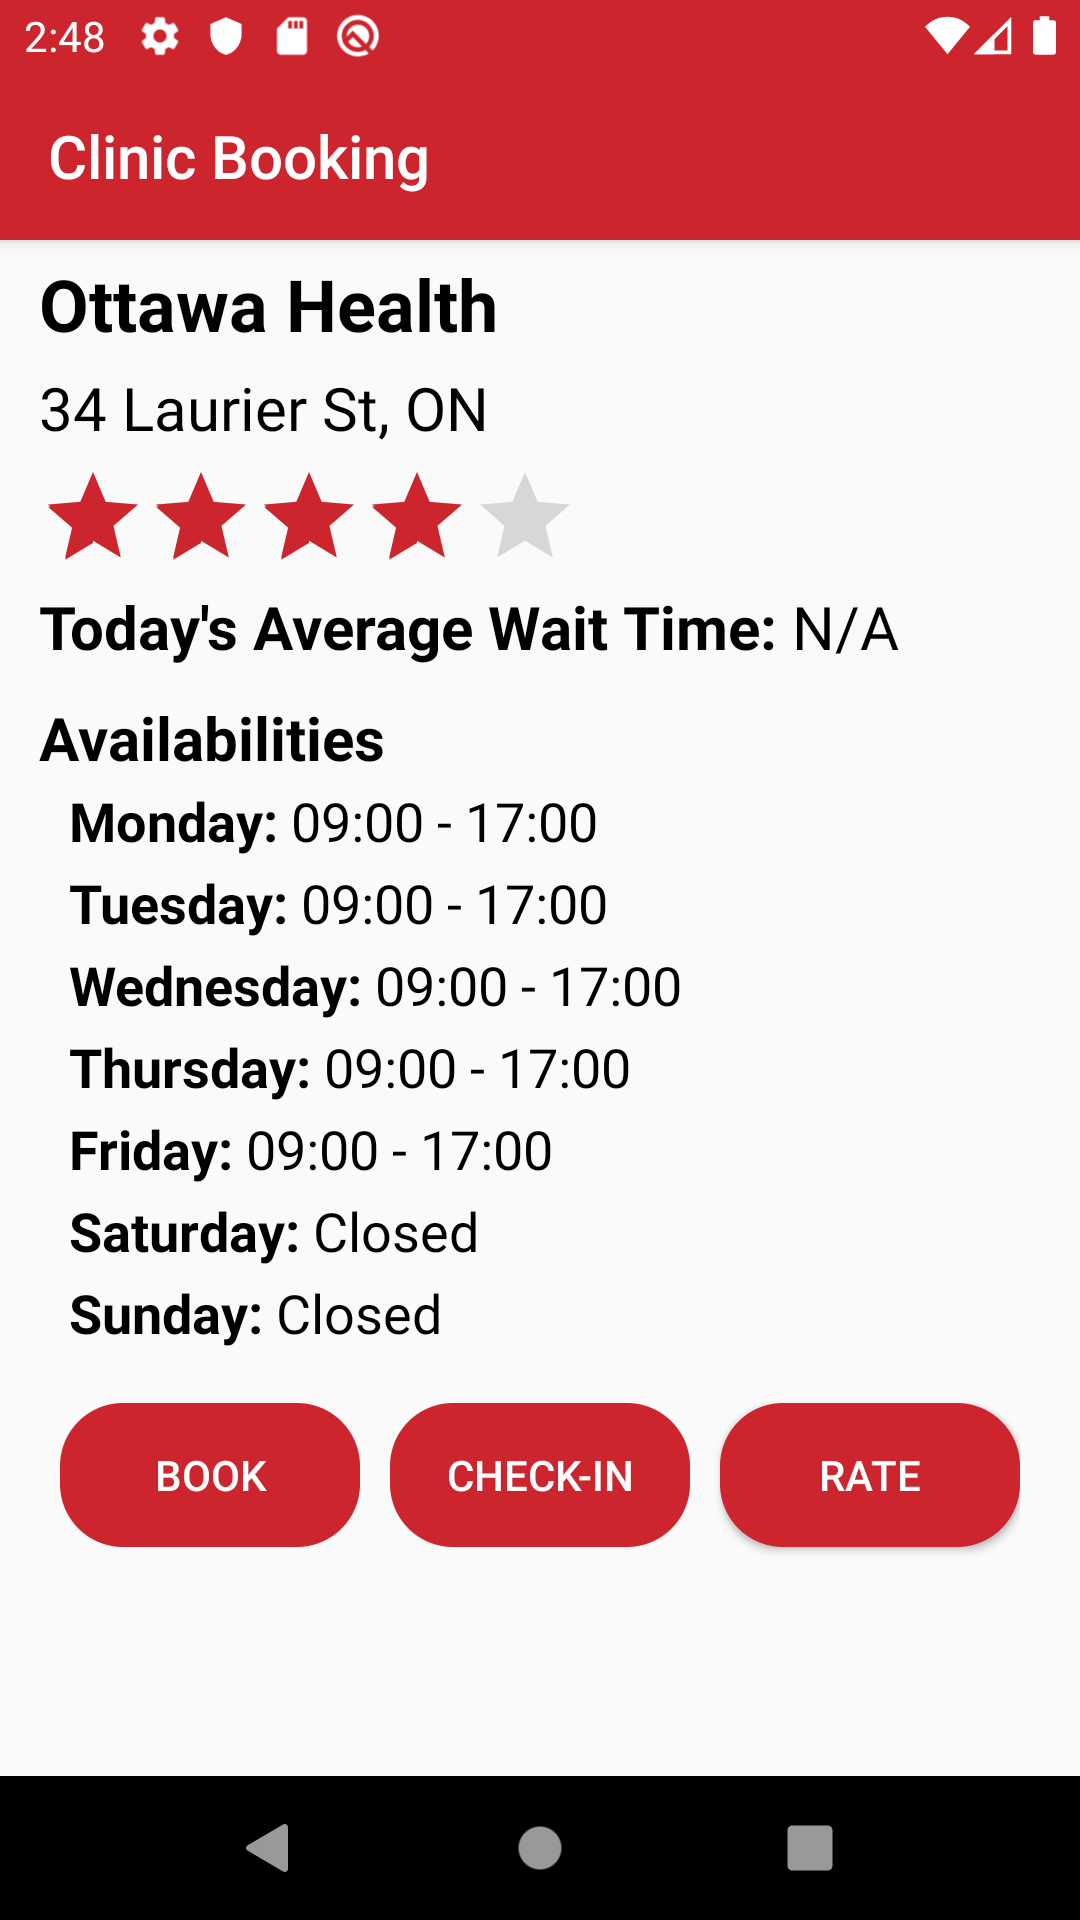 2:48
Clinic Booking
Ottawa Health
34 Laurier St, ON
Today's Average Wait Time: N/A
Availabilities
Monday: 09:00 - 17:00
Tuesday: 09:00 - 17:00
Wednesday: 09:00 - 17:00
Thursday: 09:00 - 17:00
Friday: 09:00 - 17:00
Saturday: Closed
Sunday: Closed
BOOK CHECK-IN RATE